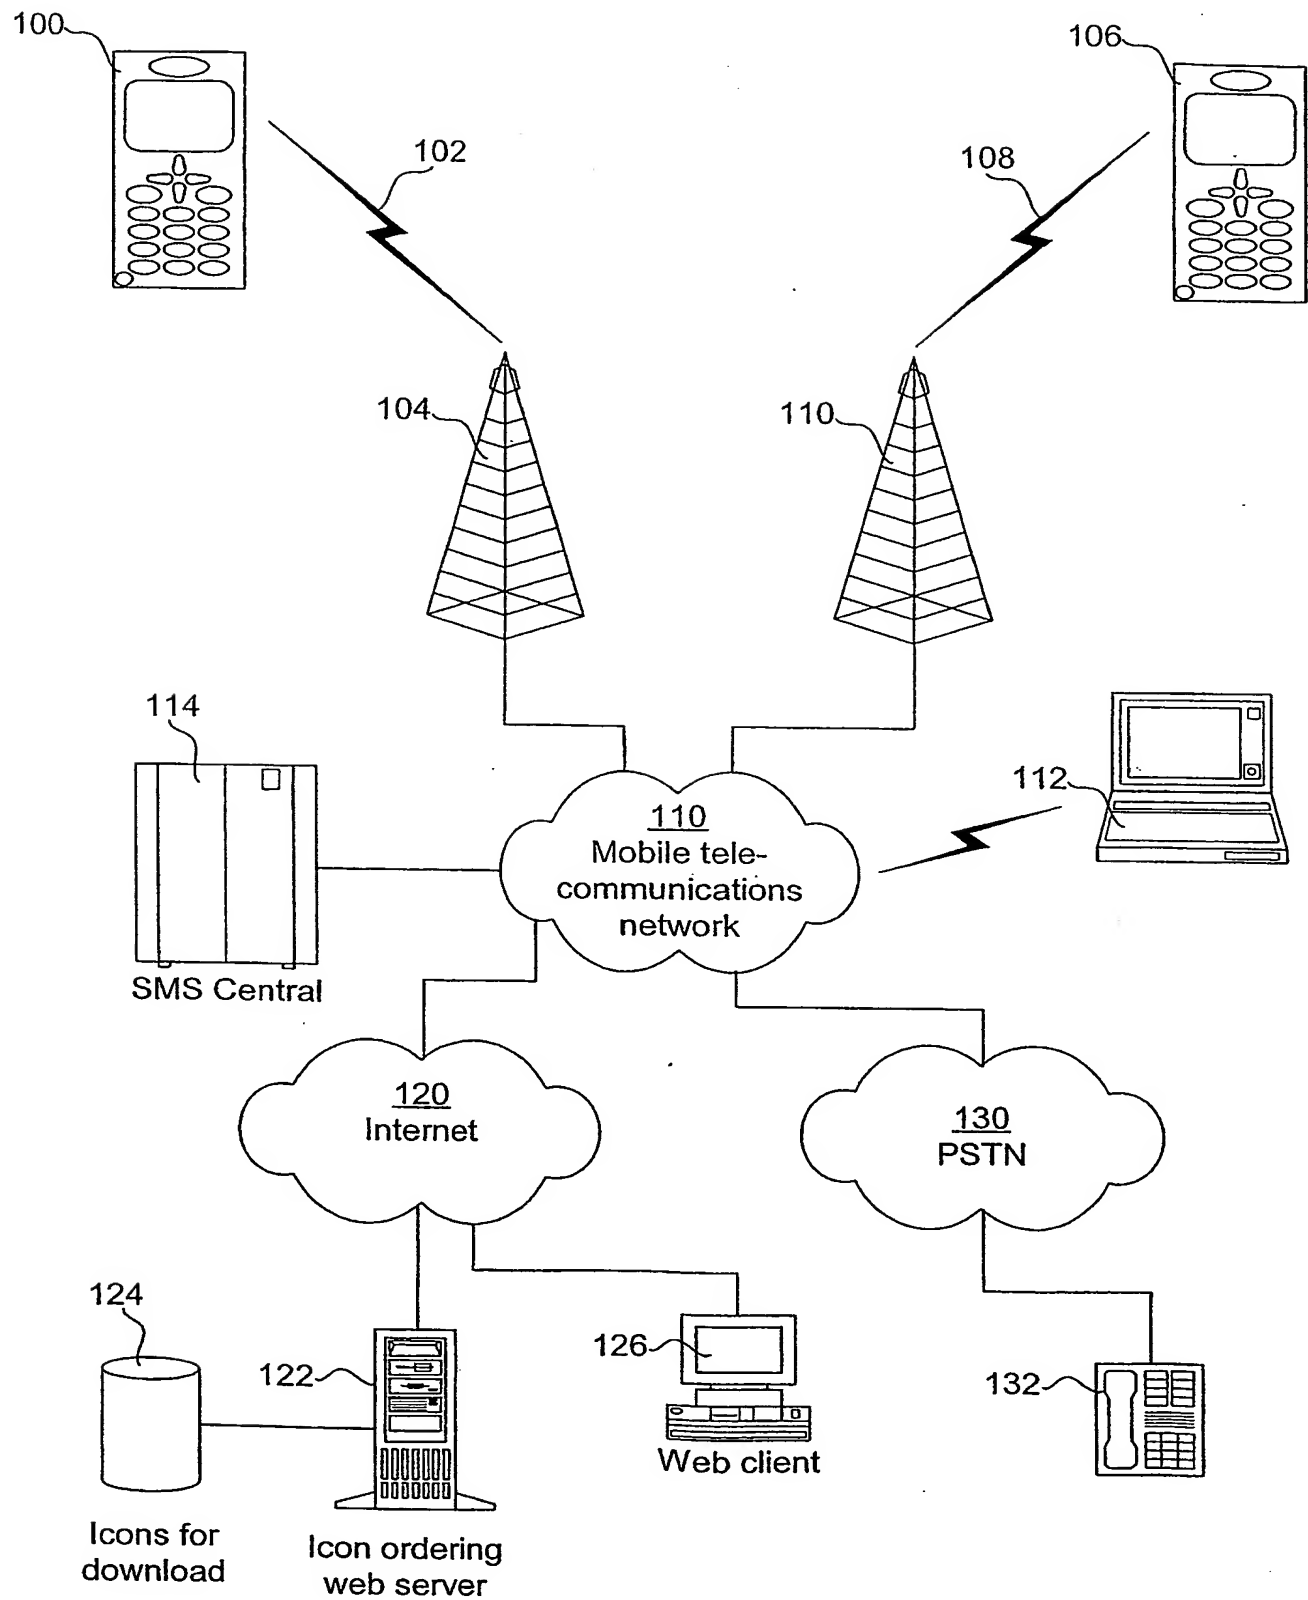 100
106
102
108
104
110
114
112
110
Mobile tele-
communications
network
SMS Central
120
Internet
130
PSTN
124
122
126
132
Web client
Icons for
download
Icon ordering
web server